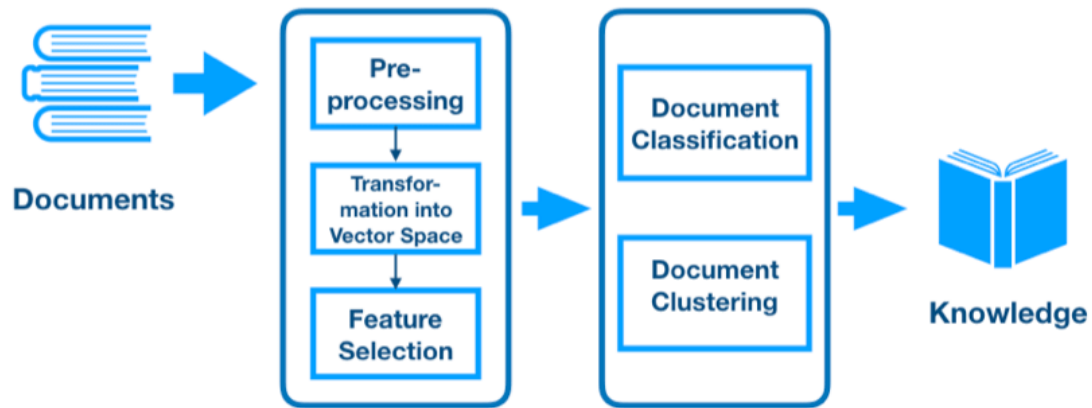 Documents
Pre-
processing
Transfor-
mation into
Vector Space
Feature
Selection
Document
Classification
Document
Clustering
Knowledge